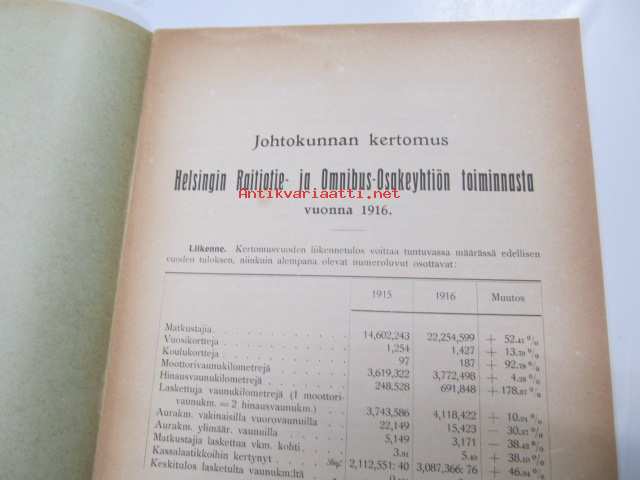 Johtokunnan kertomus
Helsingin Raitiotie- ja Omnibus-Osakeyhtiön toiminnasta
Antikvariaatti.net
vuonna 1916.
Liikenne. Kertomusvuoden liikennetulos voittaa tuntuvassa määrässä edellisen
vuoden tuloksen, niinkuin alempana olevat numeroluvut osottavat:
1915 1916 Muutos
Matkustajia 14,602,243 22,254,599 + 52.41 %
Vuosikortteja 1,254 1,427 + 13.79 %
Koulukortteja 97 187 + 92.78 %
Moottorivaunukilometrejä 3,619,322 3,772,498 + 4.23 %
Hinausvaunukilometrejä 248,528 691,848 + 178.37 %
Laskettuja vaunukilometrejä (1 moottori-
vaunukm. = 2 hinausvaunukm.) 3,743,586 4,118,422 + 10.04 %
Aurakm. vakinaisilla vuorovaunuilla 22,149 15,423 — 30.37 %
Aurakm. ylimäär. vaunuilla 5,149 3,171 — 38.42 %
Matkustajia laskettua vkm. kohti 3.91 5.40 + 38.10 %
Kassalaatikkoihin kertynyt Smf 2,112,551: 40 3,087,366: 76 + 46.94 %
Keskitulos lasketulta vaunukm:ltä